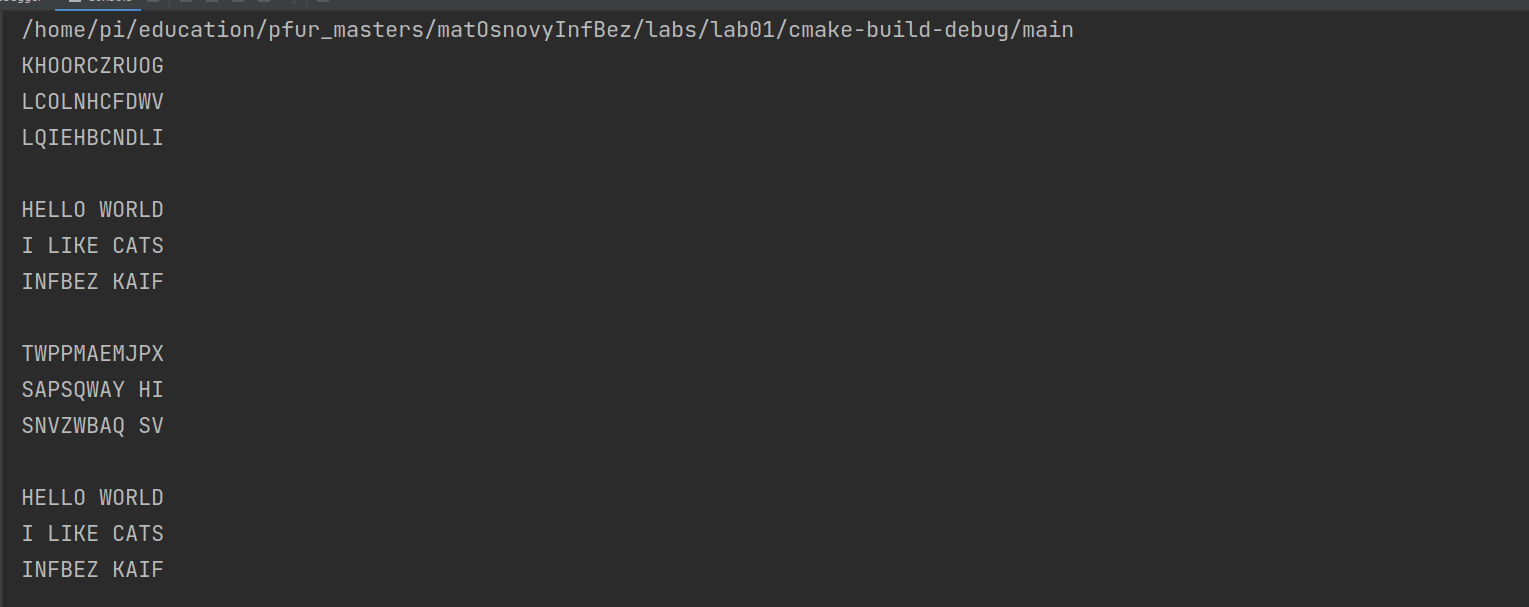 /home/pi/education/pfur_masters/matOsnovyInfBez/labs/lab01/cmake-build-debug/main
KHOORCZRUOG
LCOLNHCFDWV
LQIEHBCNDLI
HELLO WORLD
I LIKE CATS
INFBEZ KAIF
TWPPMAEMJPX
SAPSQWAY HI
SNVZWBAQ SV
HELLO WORLD
I LIKE CATS
INFBEZ KAIF